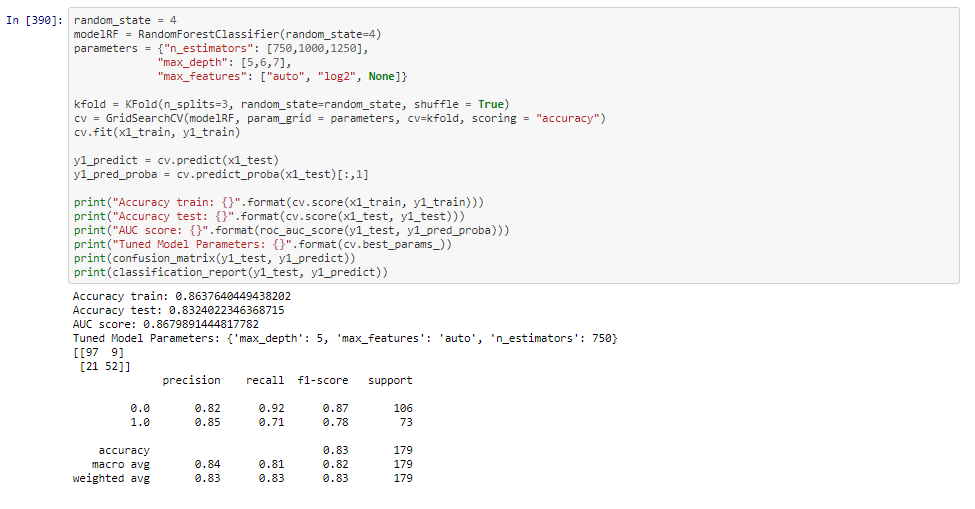 In [390]: random_state = 4
modelRF = RandomForestClassifier(random_state=4)
parameters = {"n_estimators": [750,1000,1250],
"max_depth": [5,6,7],
"max_features": ["auto", "log2", None]}
kfold = KFold(n_splits=3, random_state=random_state, shuffle = True)
cv = GridSearchCV(modelRF, param_grid = parameters, cv=kfold, scoring = "accuracy")
cv.fit(x1_train, y1_train)
y1_predict = cv.predict(x1_test)
y1_pred_proba = cv.predict_proba(x1_test)[:,1]
print("Accuracy train: {}".format(cv.score(x1_train, y1_train)))
print("Accuracy test: {}".format(cv.score(x1_test, y1_test)))
print("AUC score: {}".format(roc_auc_score(y1_test, y1_pred_proba)))
print("Tuned Model Parameters: {}".format(cv.best_params_))
print(confusion_matrix(y1_test, y1_predict))
print(classification_report(y1_test, y1_predict))
Accuracy train: 0.8637640449438202
Accuracy test: 0.8324022346368715
AUC score: 0.8679891444817782
Tuned Model Parameters: {'max_depth': 5, 'max_features': 'auto', 'n_estimators': 750}
[[97  9]
[21 52]]
precision recall f1-score support
0.0 0.82 0.92 0.87 106
1.0 0.85 0.71 0.78 73
accuracy 0.83 179
macro avg 0.84 0.81 0.82 179
weighted avg 0.83 0.83 0.83 179